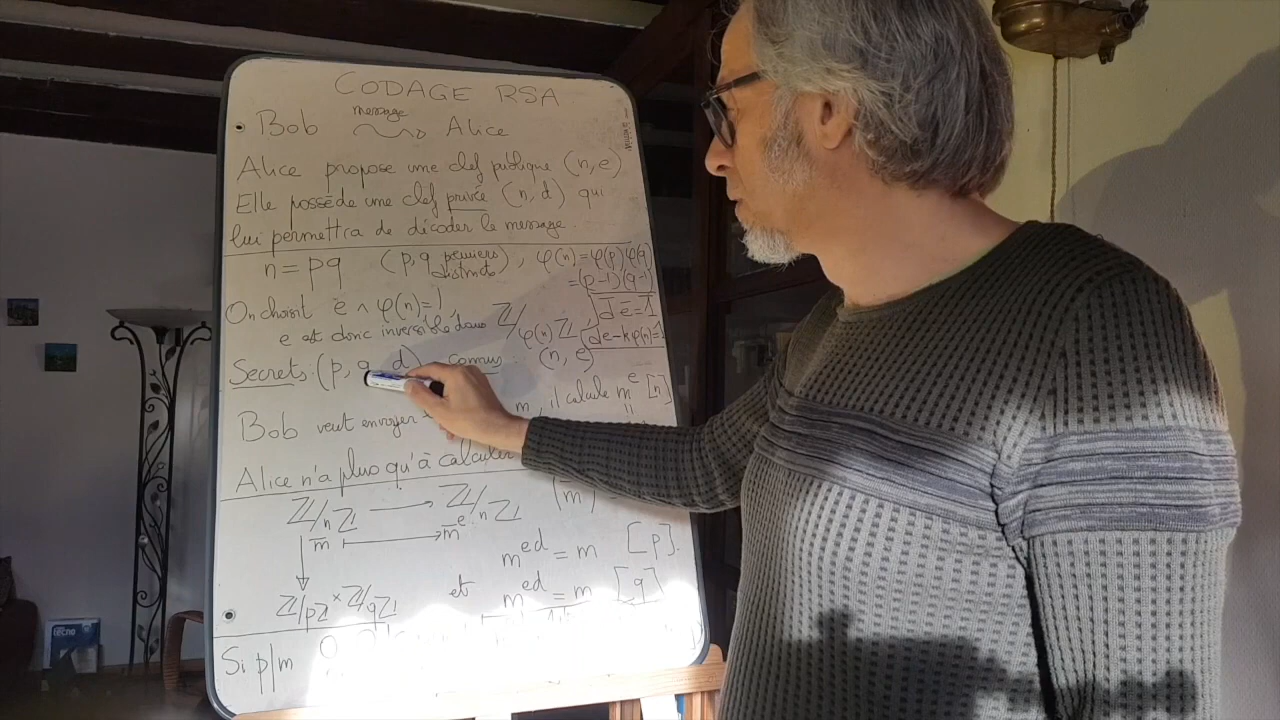 CODAGE RSA
message
Bob Alice
Alice propose une clef publique (n,e)
Elle possède une clef privée (n,d) qui
lui permettra de décoder le message.
n = pq (p,q premiers distincts), φ(n)=φ(p)φ(q)
=(p-1)(q-1)
On choisit e ∧ φ(n)=1,
d̄ ē = 1̄
e est donc inversible dans ℤ/φ(n)ℤ
de-kφ(n)=1
Secrets: (p,q,d) connus: (n,e)
Bob veut envoyer m, il calcule m^e [n]
Alice n'a plus qu'à calculer
ℤ/nℤ → ℤ/nℤ (m̄)
m̄ ↦ m̄^e
m^ed = m [p].
et m^ed = m [q]
ℤ/pℤ × ℤ/qℤ
Si p|m
tecno